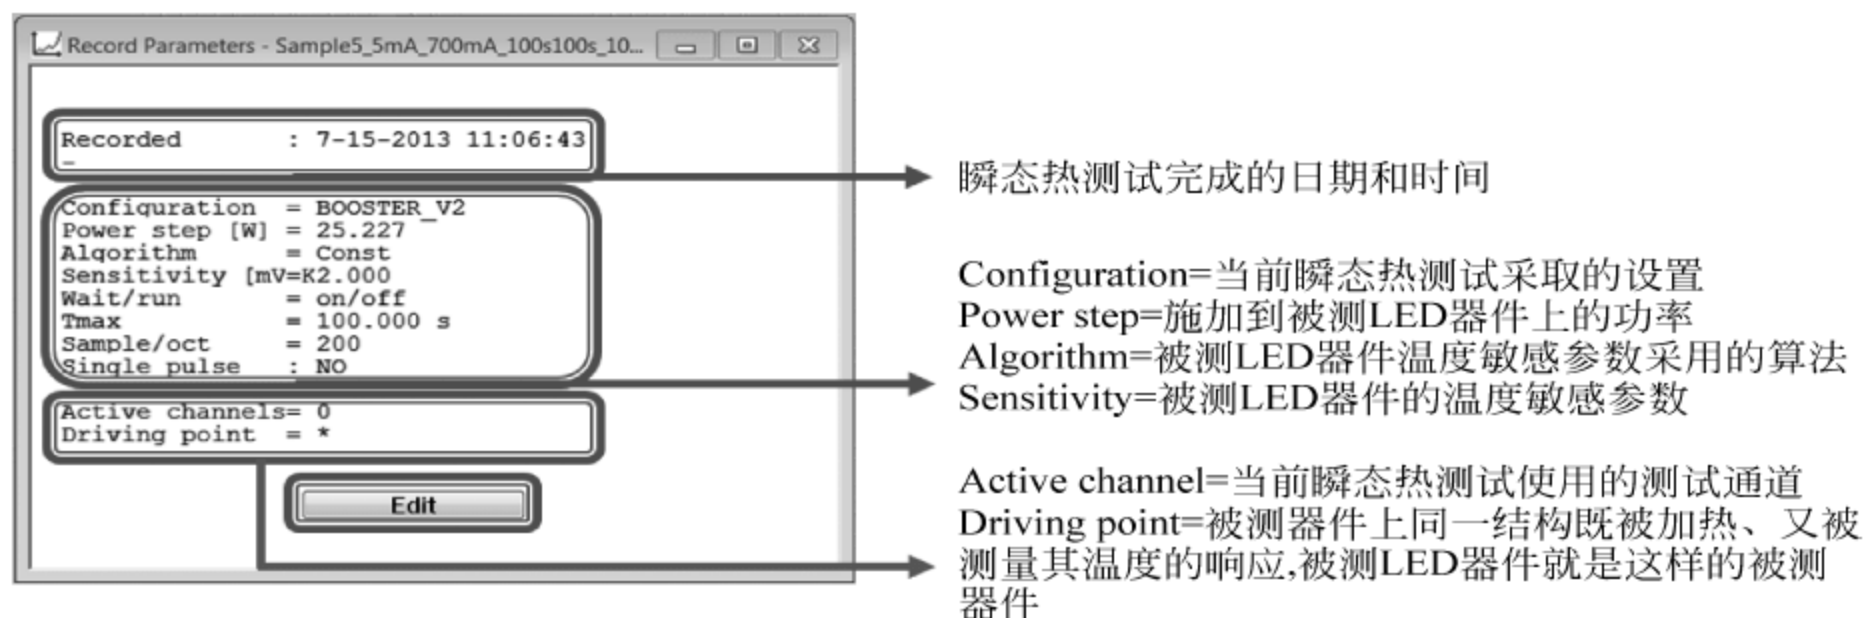 Record Parameters - Sample5_5mA_700mA_100s100s_10...
Recorded : 7-15-2013 11:06:43
-
Configuration = BOOSTER_V2
Power step [W] = 25.227
Algorithm = Const
Sensitivity [mV=K2.000
Wait/run = on/off
Tmax = 100.000 s
Sample/oct = 200
Single pulse : NO
Active channels= 0
Driving point = *
Edit
瞬态热测试完成的日期和时间
Configuration=当前瞬态热测试采取的设置
Power step=施加到被测LED器件上的功率
Algorithm=被测LED器件温度敏感参数采用的算法
Sensitivity=被测LED器件的温度敏感参数
Active channel=当前瞬态热测试使用的测试通道
Driving point=被测器件上同一结构既被加热、又被
测量其温度的响应,被测LED器件就是这样的被测
器件